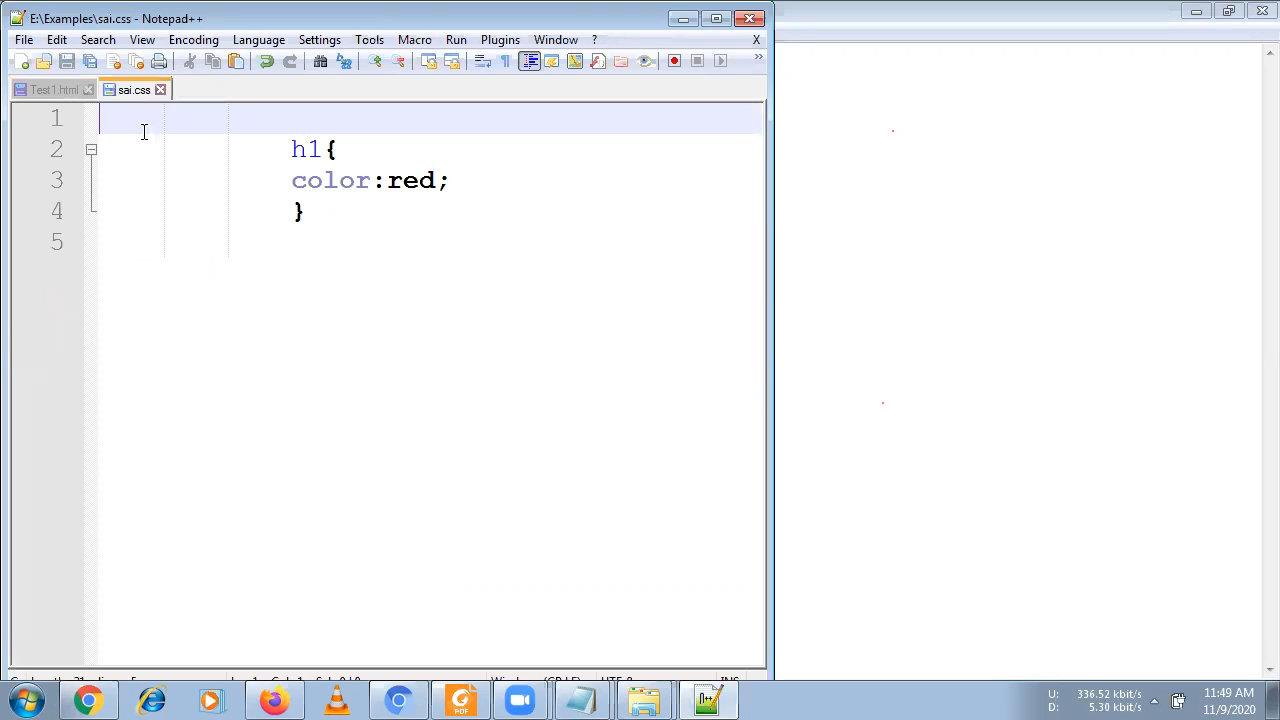 E:\Examples\sai.css - Notepad++
File Edit Search View Encoding Language Settings Tools Macro Run Plugins Window ? X
Test1.html sai.css
1
2 h1{
3 color:red;
4 }
5
U: 336.52 kbit/s
D: 5.30 kbit/s
11:49 AM
11/9/2020